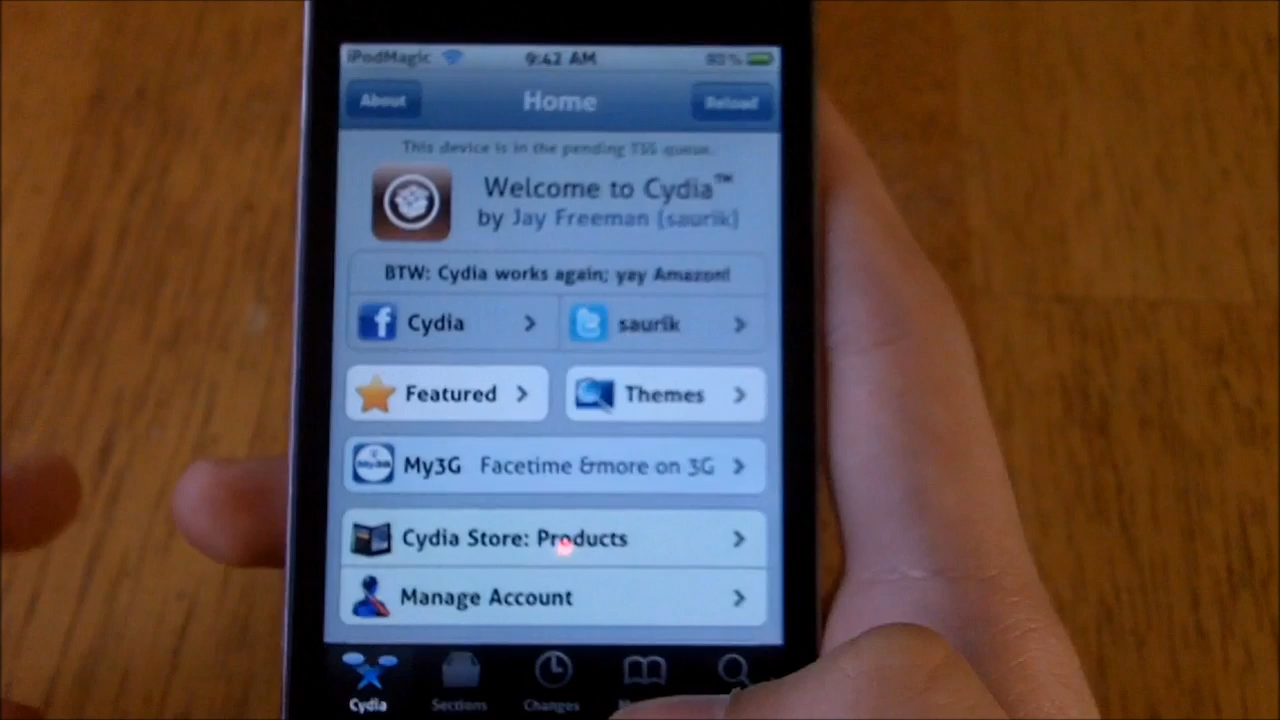 iPodMagic 9:42 AM
About Home Reload
This device is in the pending TSS queue.
Welcome to Cydia™
by Jay Freeman (saurik)
BTW: Cydia works again; yay Amazon!
Cydia saurik
Featured Themes
My3G Facetime &more on 3G
Cydia Store: Products
Manage Account
Cydia Sections Changes